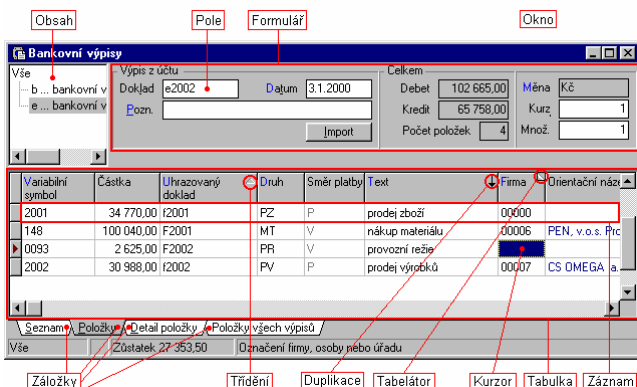 Obsah Pole Formulář Okno
Bankovní výpisy
Vše
b ... bankovní v
e ... bankovní v
Výpis z účtu
Doklad e2002 Datum 3.1.2000
Pozn.
Import
Celkem
Debet 102 665,00
Kredit 65 758,00
Počet položek 4
Měna Kč
Kurz 1
Množ. 1
Variabilní symbol Částka Uhrazovaný doklad Druh Směr platby Text Firma Orientační náze
2001 34 770,00 f2001 PZ P prodej zboží 00000
148 100 040,00 F2001 MT V nákup materiálu 00006 PEN, v.o.s. Pro
0093 2 625,00 F2002 PR V provozní režie
2002 30 988,00 f2002 PV P prodej výrobků 00007 CS OMEGA a.
Seznam Položky Detail položky Položky všech výpisů
Vše Zůstatek 27 353,50 Označení firmy, osoby nebo úřadu
Záložky Třídění Duplikace Tabelátor Kurzor Tabulka Záznam